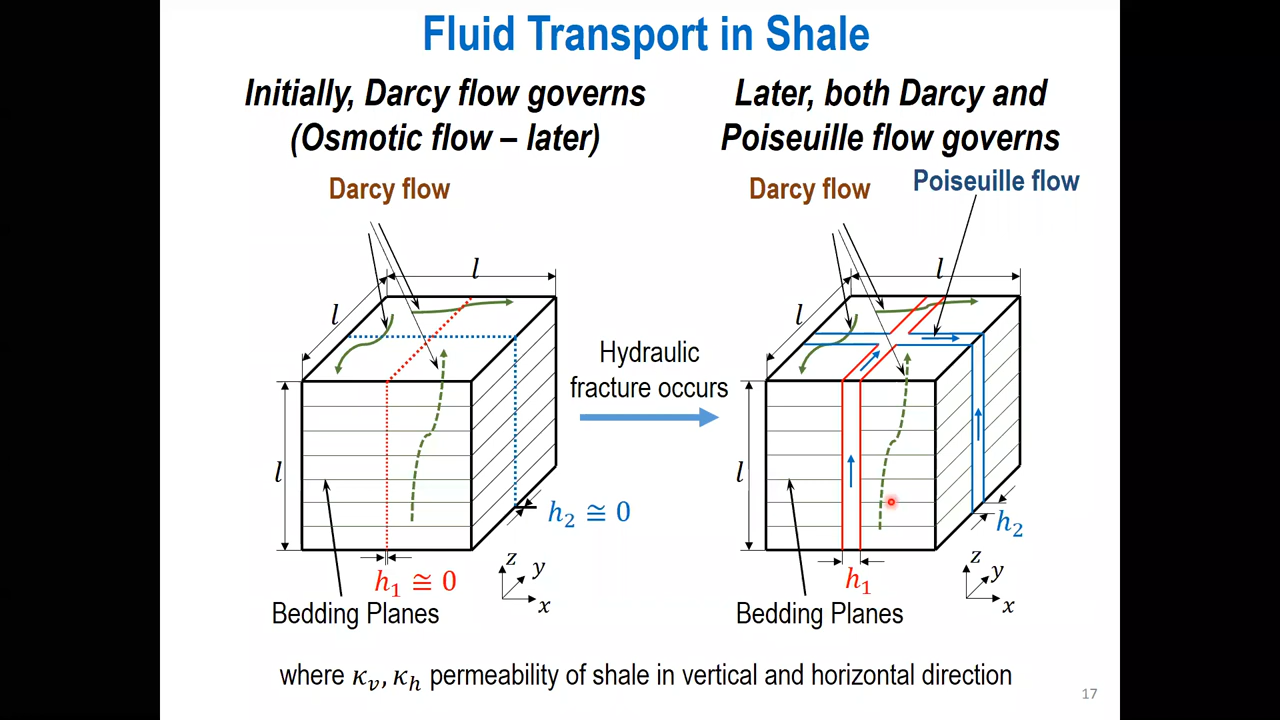 Fluid Transport in Shale
Initially, Darcy flow governs
(Osmotic flow – later)
Later, both Darcy and
Poiseuille flow governs
Darcy flow
Darcy flow
Poiseuille flow
l
l
l
h₂ ≅ 0
h₁ ≅ 0
z
y
x
Bedding Planes
Hydraulic
fracture occurs
l
l
l
h₂
h₁
z
y
x
Bedding Planes
where κᵥ, κₕ permeability of shale in vertical and horizontal direction
17